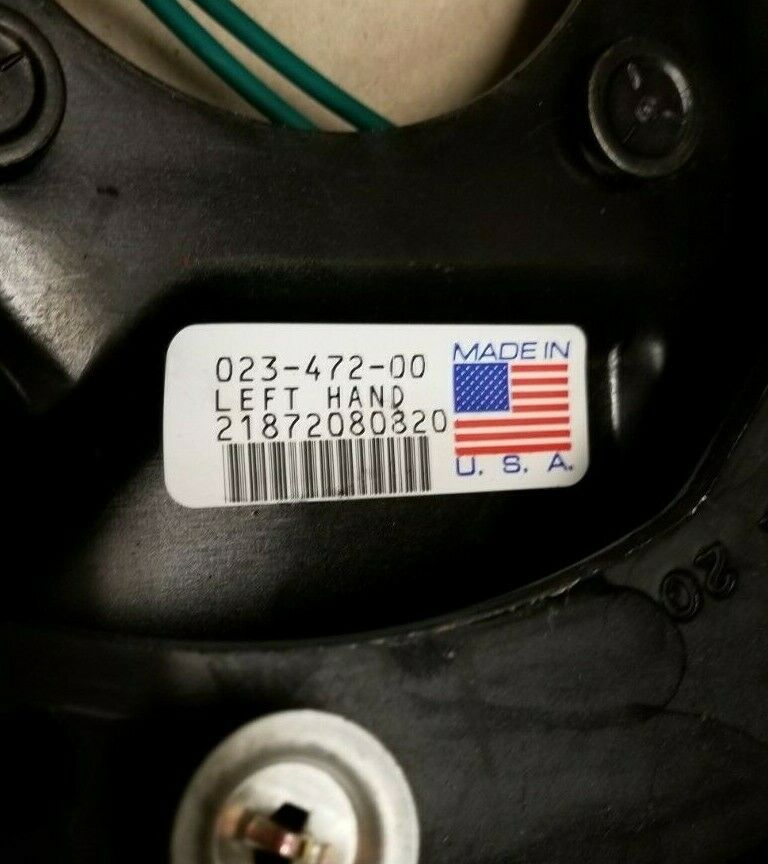 023-472-00
LEFT HAND
21872080820
MADE IN
U. S. A.
20